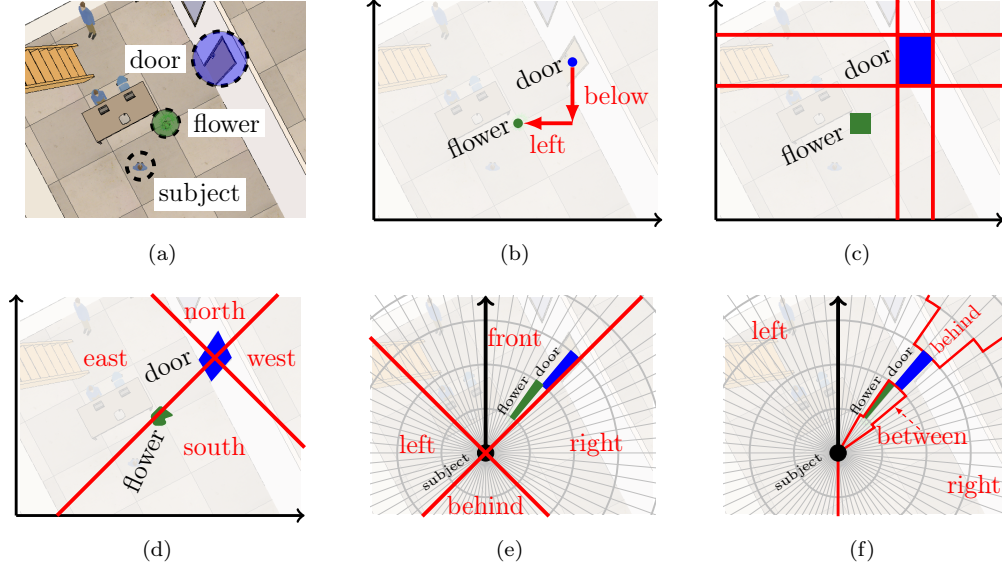 door
flower
subject
(a)
door
below
flower
left
(b)
door
flower
(c)
north
east
door
west
south
flower
(d)
front
door
flower
left
right
subject
behind
(e)
left
behind
door
flower
between
subject
right
(f)